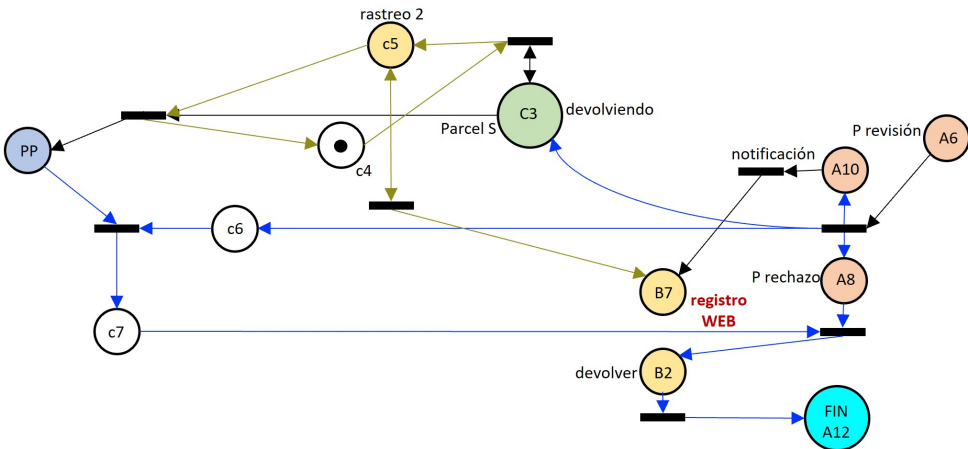 rastreo 2
c5
C3
devolviendo
Parcel S
P revisión
A6
notificación
A10
PP
c4
c6
P rechazo
A8
B7
registro
WEB
c7
devolver
B2
FIN
A12